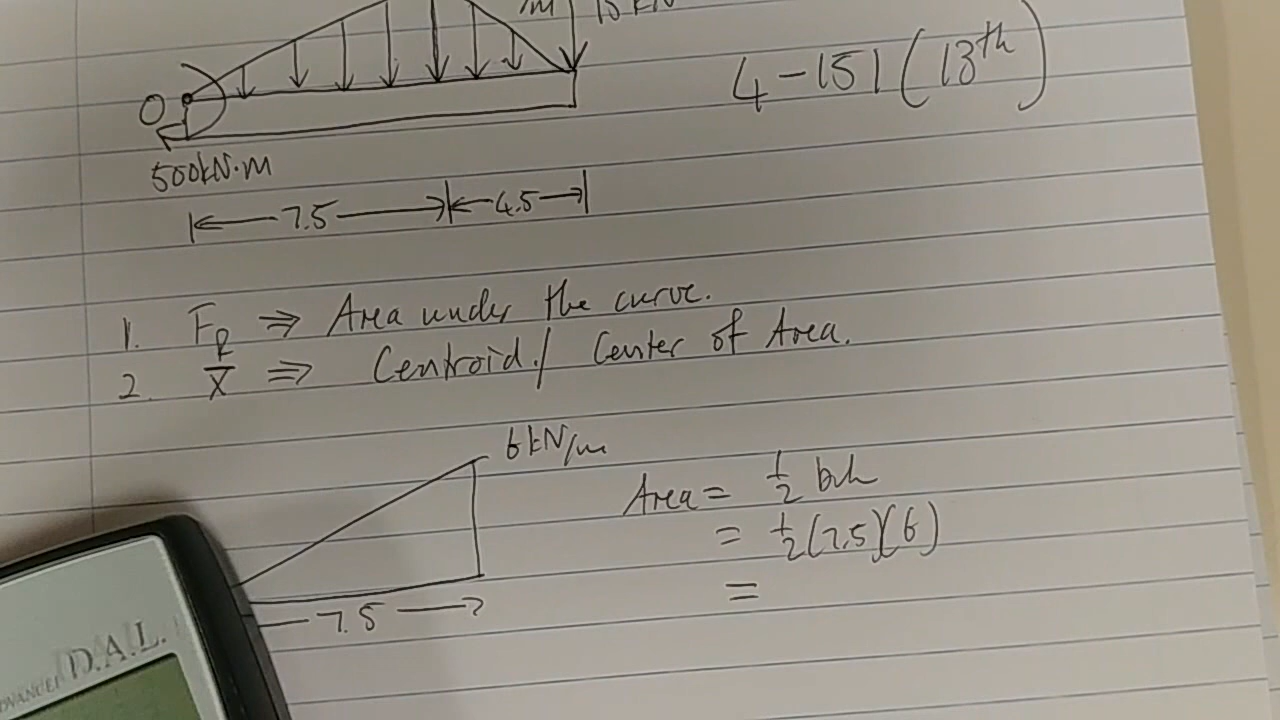 4-151 (13th)
O
500kN·m
7.5 4.5
1. FR ⇒ Area under the curve.
2. x̄ ⇒ Centroid / Center of Area.
6kN/m
Area = 1/2 bh
= 1/2 (7.5)(6)
=
7.5
D.A.L.